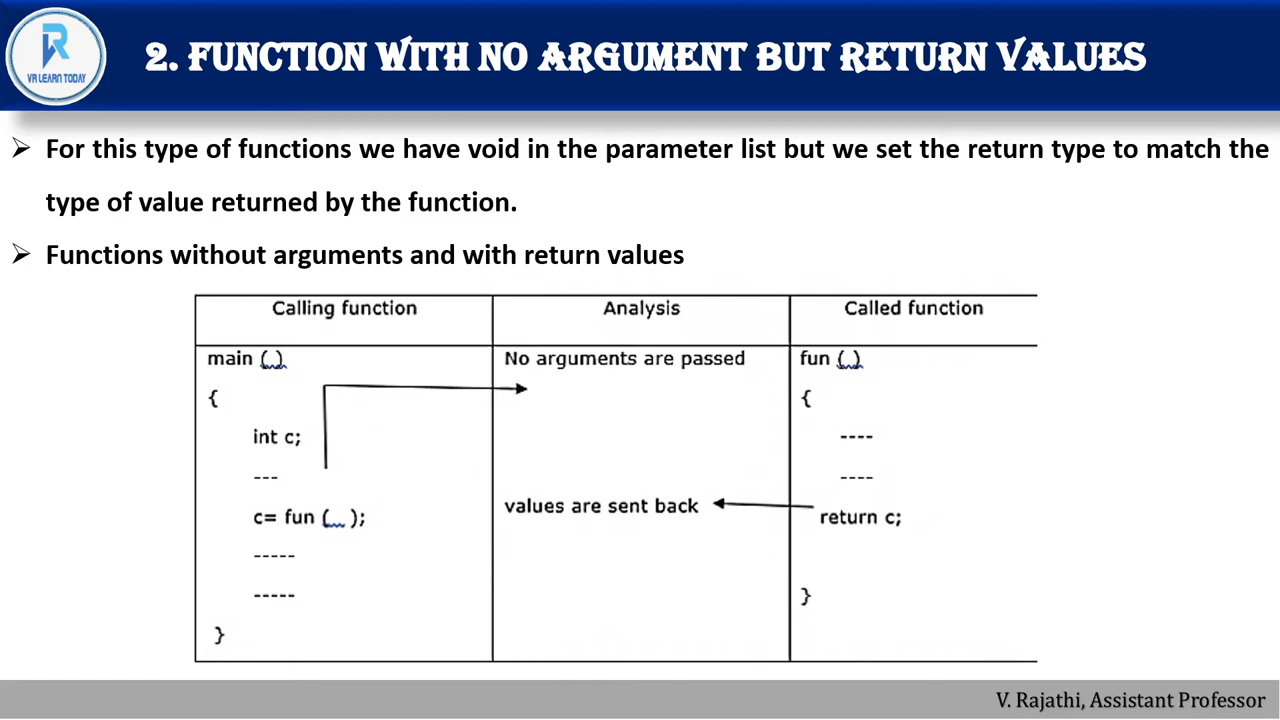 VR LEARN TODAY
2. FUNCTION WITH NO ARGUMENT BUT RETURN VALUES
For this type of functions we have void in the parameter list but we set the return type to match the
type of value returned by the function.
Functions without arguments and with return values
Calling function
Analysis
Called function
main ( )
{
int c;
---
c= fun ( );
-----
-----
}
No arguments are passed
values are sent back
fun ( )
{
----
----
return c;
}
V. Rajathi, Assistant Professor